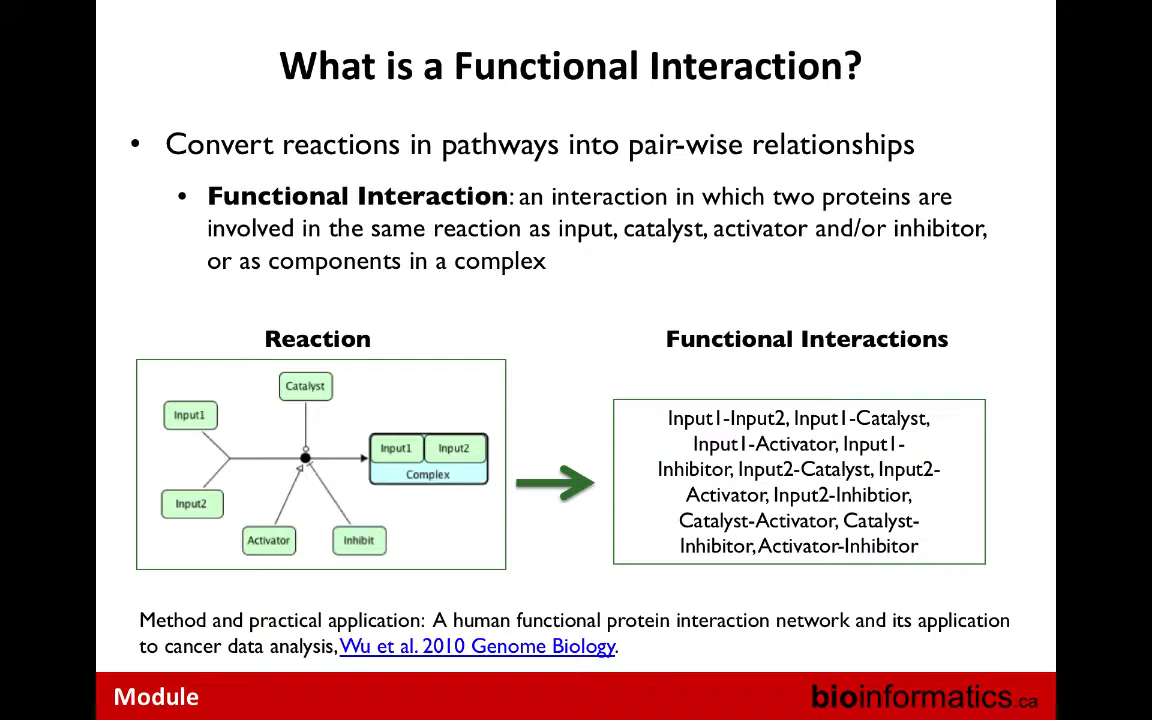 What is a Functional Interaction?
• Convert reactions in pathways into pair-wise relationships
• Functional Interaction: an interaction in which two proteins are
involved in the same reaction as input, catalyst, activator and/or inhibitor,
or as components in a complex
Reaction
Functional Interactions
Catalyst
Input1
Input1
Input2
Complex
Input2
Activator
Inhibit
Input1-Input2, Input1-Catalyst,
Input1-Activator, Input1-
Inhibitor, Input2-Catalyst, Input2-
Activator, Input2-Inhibtior,
Catalyst-Activator, Catalyst-
Inhibitor, Activator-Inhibitor
Method and practical application: A human functional protein interaction network and its application
to cancer data analysis, Wu et al. 2010 Genome Biology.
Module
bioinformatics.ca